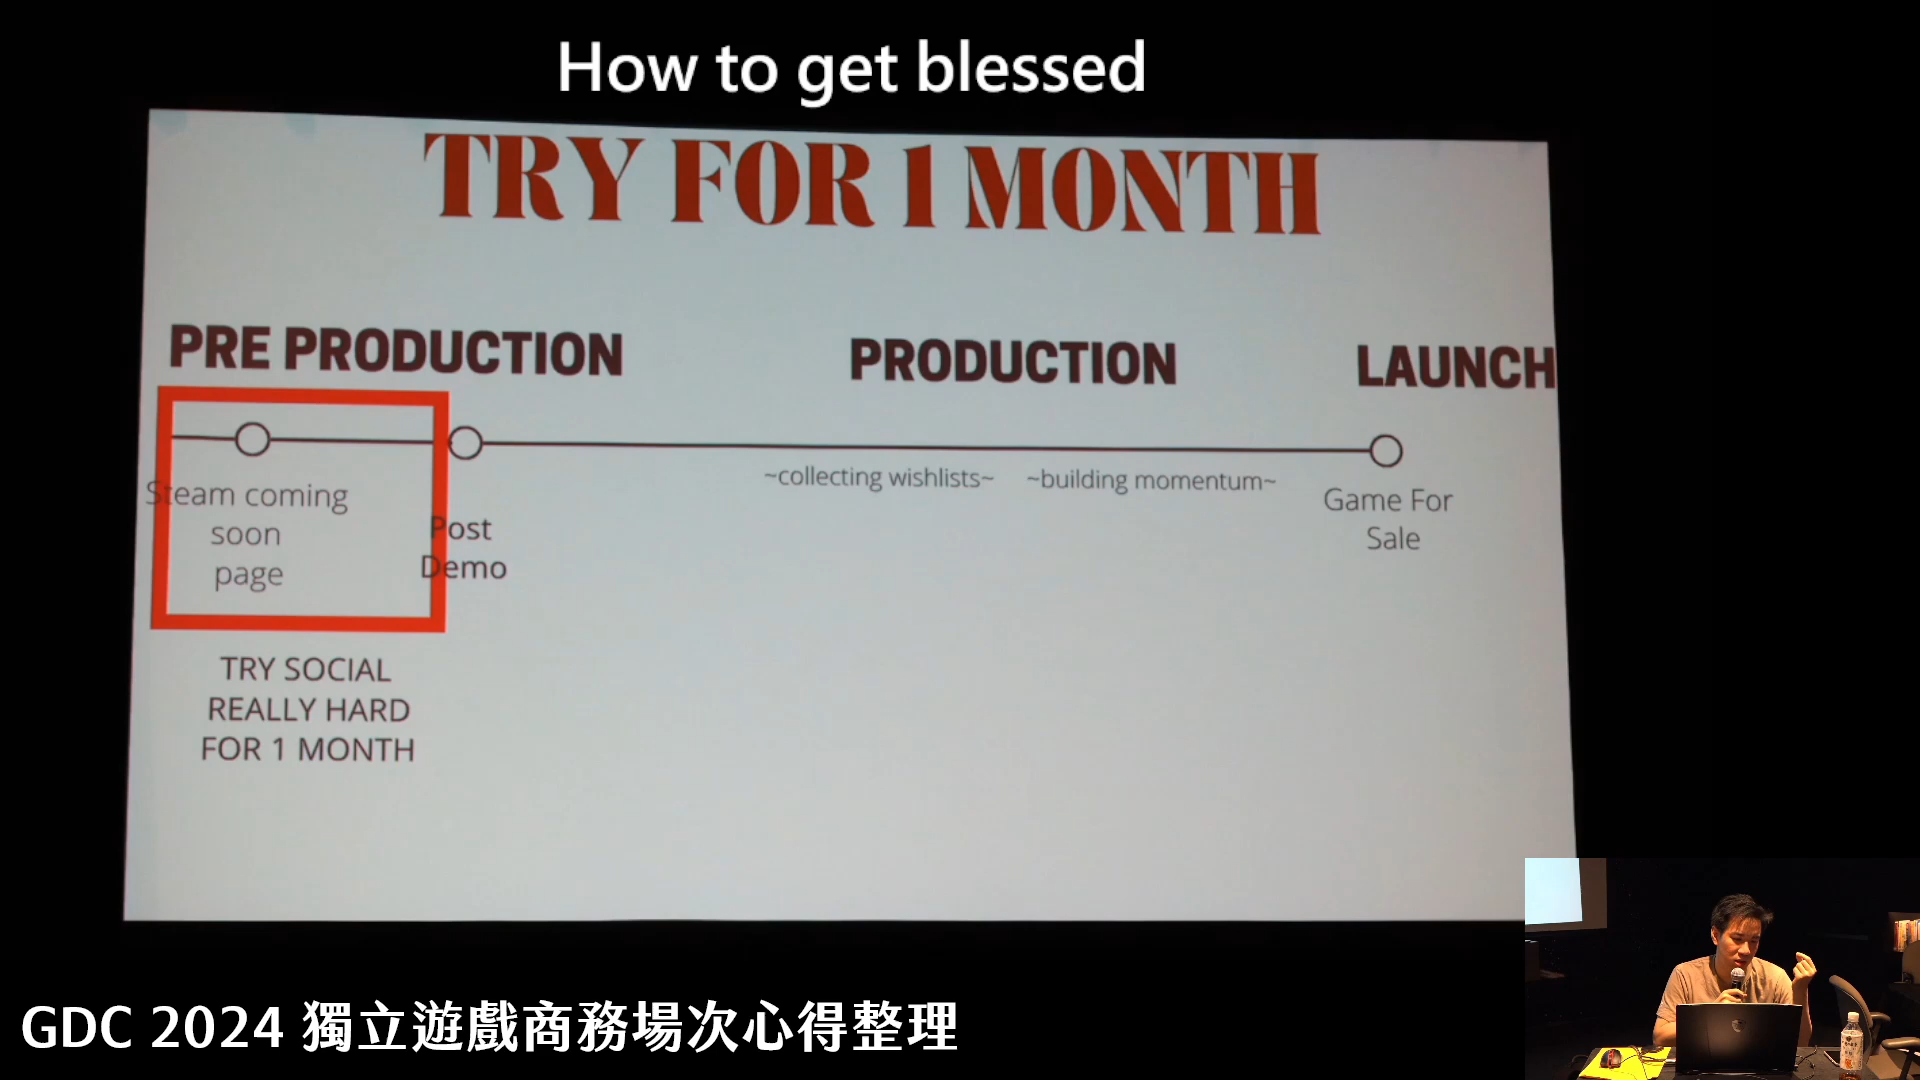 How to get blessed
TRY FOR 1 MONTH
PRE PRODUCTION
PRODUCTION
LAUNCH
Steam coming
soon
page
Post
Demo
~collecting wishlists~
~building momentum~
Game For
Sale
TRY SOCIAL
REALLY HARD
FOR 1 MONTH
GDC 2024 獨立遊戲商務場次心得整理